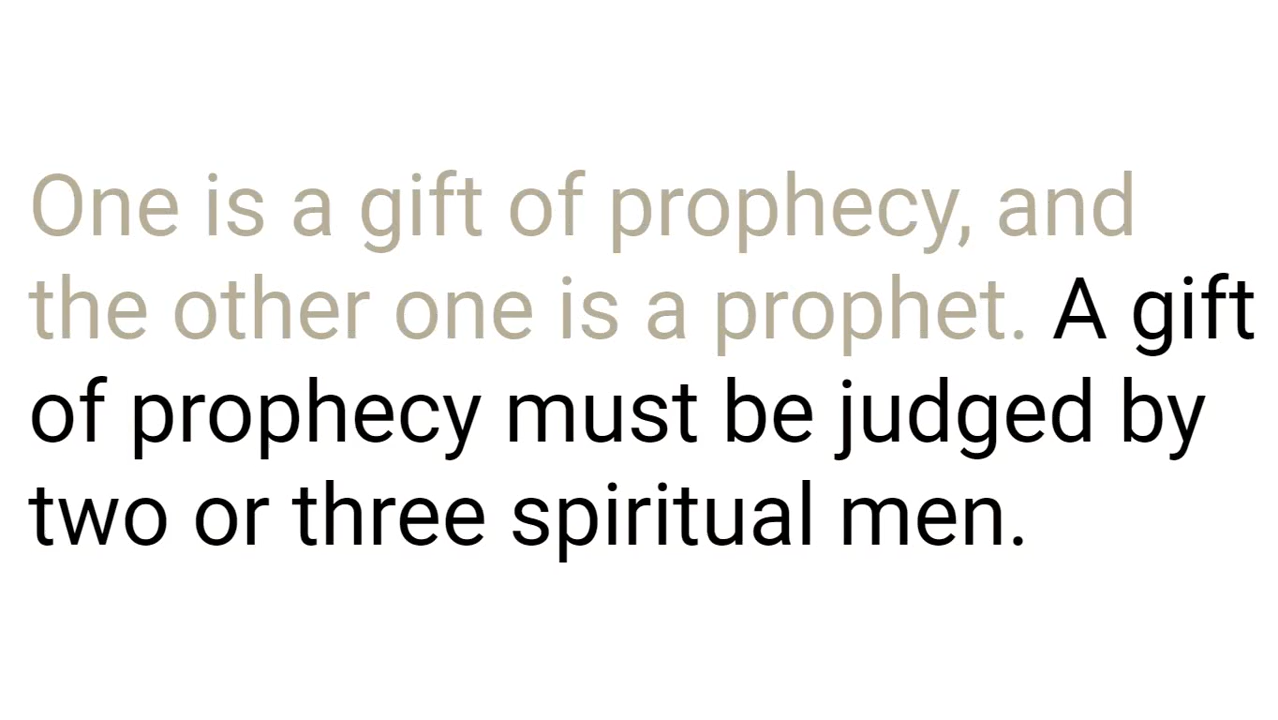 One is a gift of prophecy, and
the other one is a prophet. A gift
of prophecy must be judged by
two or three spiritual men.